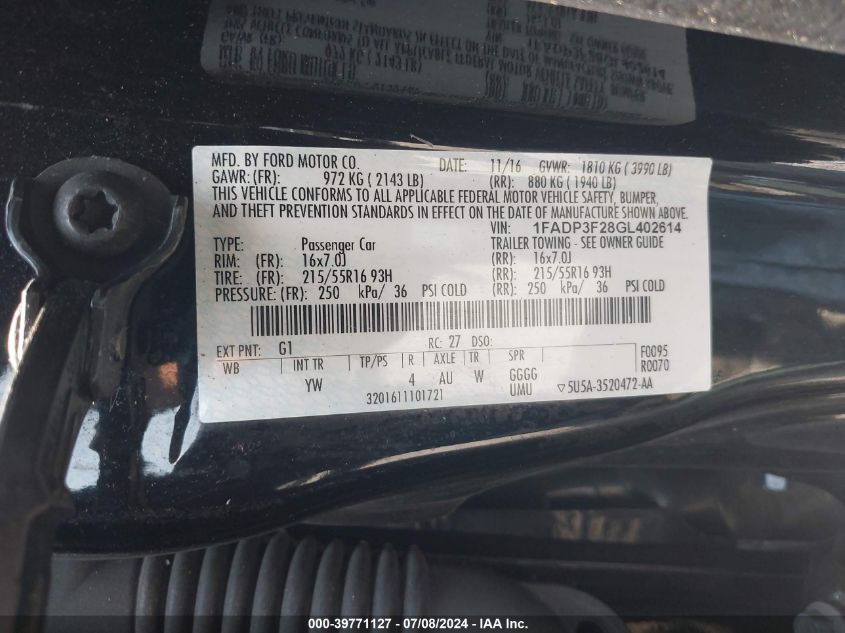 MFD. BY FORD MOTOR CO. DATE: 11/16 GVWR: 1810 KG ( 3990 LB)
GAWR: (FR): 972 KG ( 2143 LB) (RR): 880 KG ( 1940 LB)
THIS VEHICLE CONFORMS TO ALL APPLICABLE FEDERAL MOTOR VEHICLE SAFETY, BUMPER,
AND THEFT PREVENTION STANDARDS IN EFFECT ON THE DATE OF MANUFACTURE SHOWN ABOVE.
VIN: 1FADP3F28GL402614
TYPE: Passenger Car TRAILER TOWING - SEE OWNER GUIDE
RIM: (FR): 16x7.0J (RR): 16x7.0J
TIRE: (FR): 215/55R16 93H (RR): 215/55R16 93H
PRESSURE: (FR): 250 kPa/ 36 PSI COLD (RR): 250 kPa/ 36 PSI COLD
EXT PNT: G1 RC: 27 DSO: F0095
WB INT TR TP/PS R AXLE TR SPR R0070
YW 4 AU W GGGG
UMU ▽5U5A-3520472-AA
3201611101721
000-39771127 - 07/08/2024 - IAA Inc.